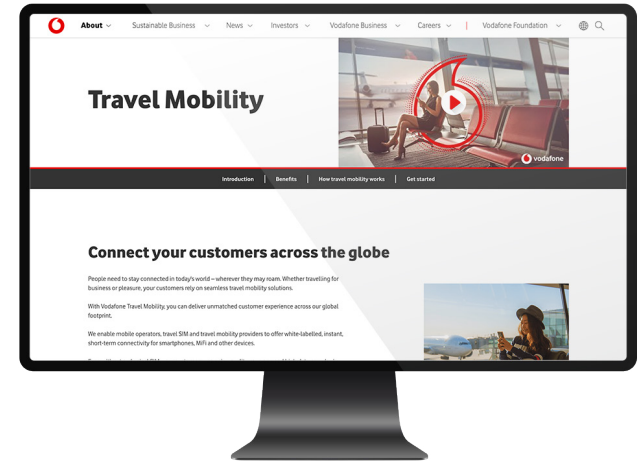 About Sustainable Business News Investors Vodafone Business Careers Vodafone Foundation
Travel Mobility
vodafone
Introduction Benefits How travel mobility works Get started
Connect your customers across the globe
People need to stay connected in today's world – wherever they may roam. Whether travelling for
business or pleasure, your customers rely on seamless travel mobility solutions.
With Vodafone Travel Mobility, you can deliver unmatched customer experience across our global
footprint.
We enable mobile operators, travel SIM and travel mobility providers to offer white-labelled, instant,
short-term connectivity for smartphones, MiFi and other devices.